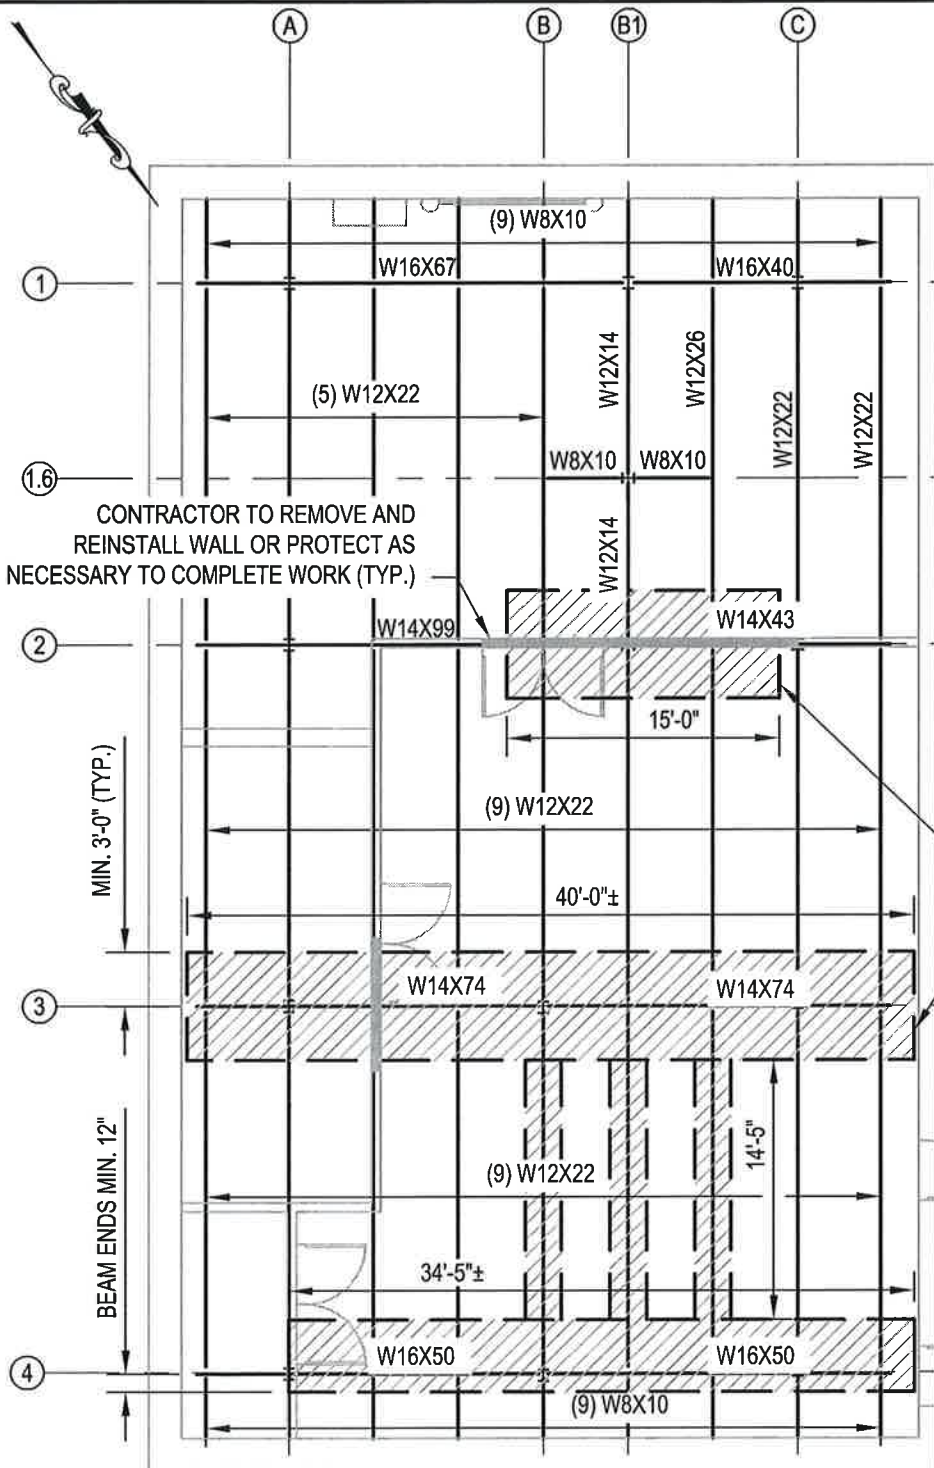 A
B
B1
C
(9) W8X10
W16X67
W16X40
1
W12X14
W12X26
(5) W12X22
W12X22
W12X22
W8X10
W8X10
1.6
CONTRACTOR TO REMOVE AND
REINSTALL WALL OR PROTECT AS
NECESSARY TO COMPLETE WORK (TYP.)
W12X14
W14X99
W14X43
2
15'-0"
MIN. 3'-0" (TYP.)
(9) W12X22
40'-0"±
W14X74
W14X74
3
14'-5"
(9) W12X22
BEAM ENDS MIN. 12"
34'-5"±
W16X50
W16X50
4
(9) W8X10